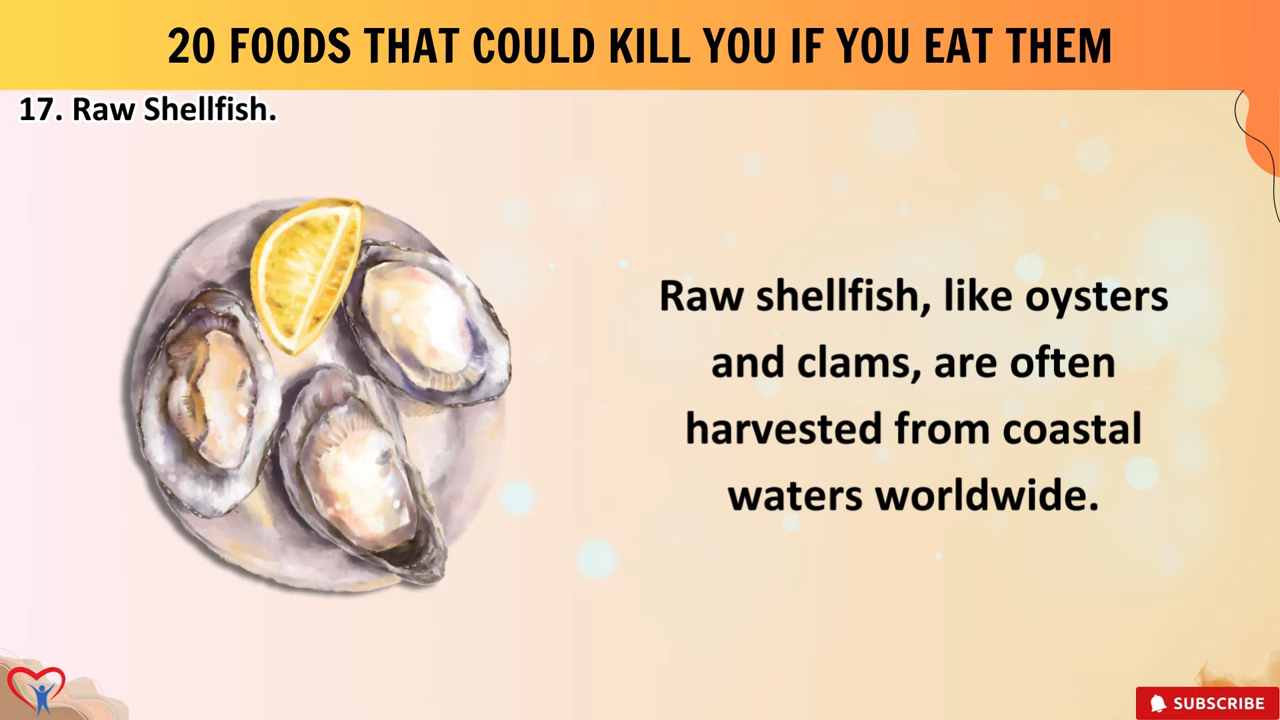 20 FOODS THAT COULD KILL YOU IF YOU EAT THEM
17. Raw Shellfish.
Raw shellfish, like oysters
and clams, are often
harvested from coastal
waters worldwide.
SUBSCRIBE